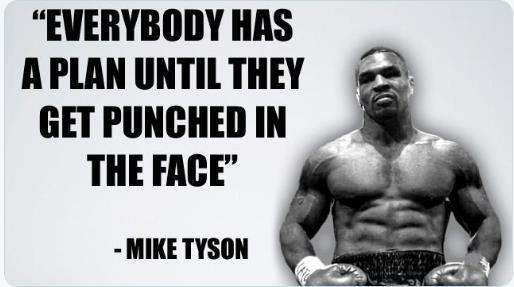 “EVERYBODY HAS
A PLAN UNTIL THEY
GET PUNCHED IN
THE FACE”
- MIKE TYSON